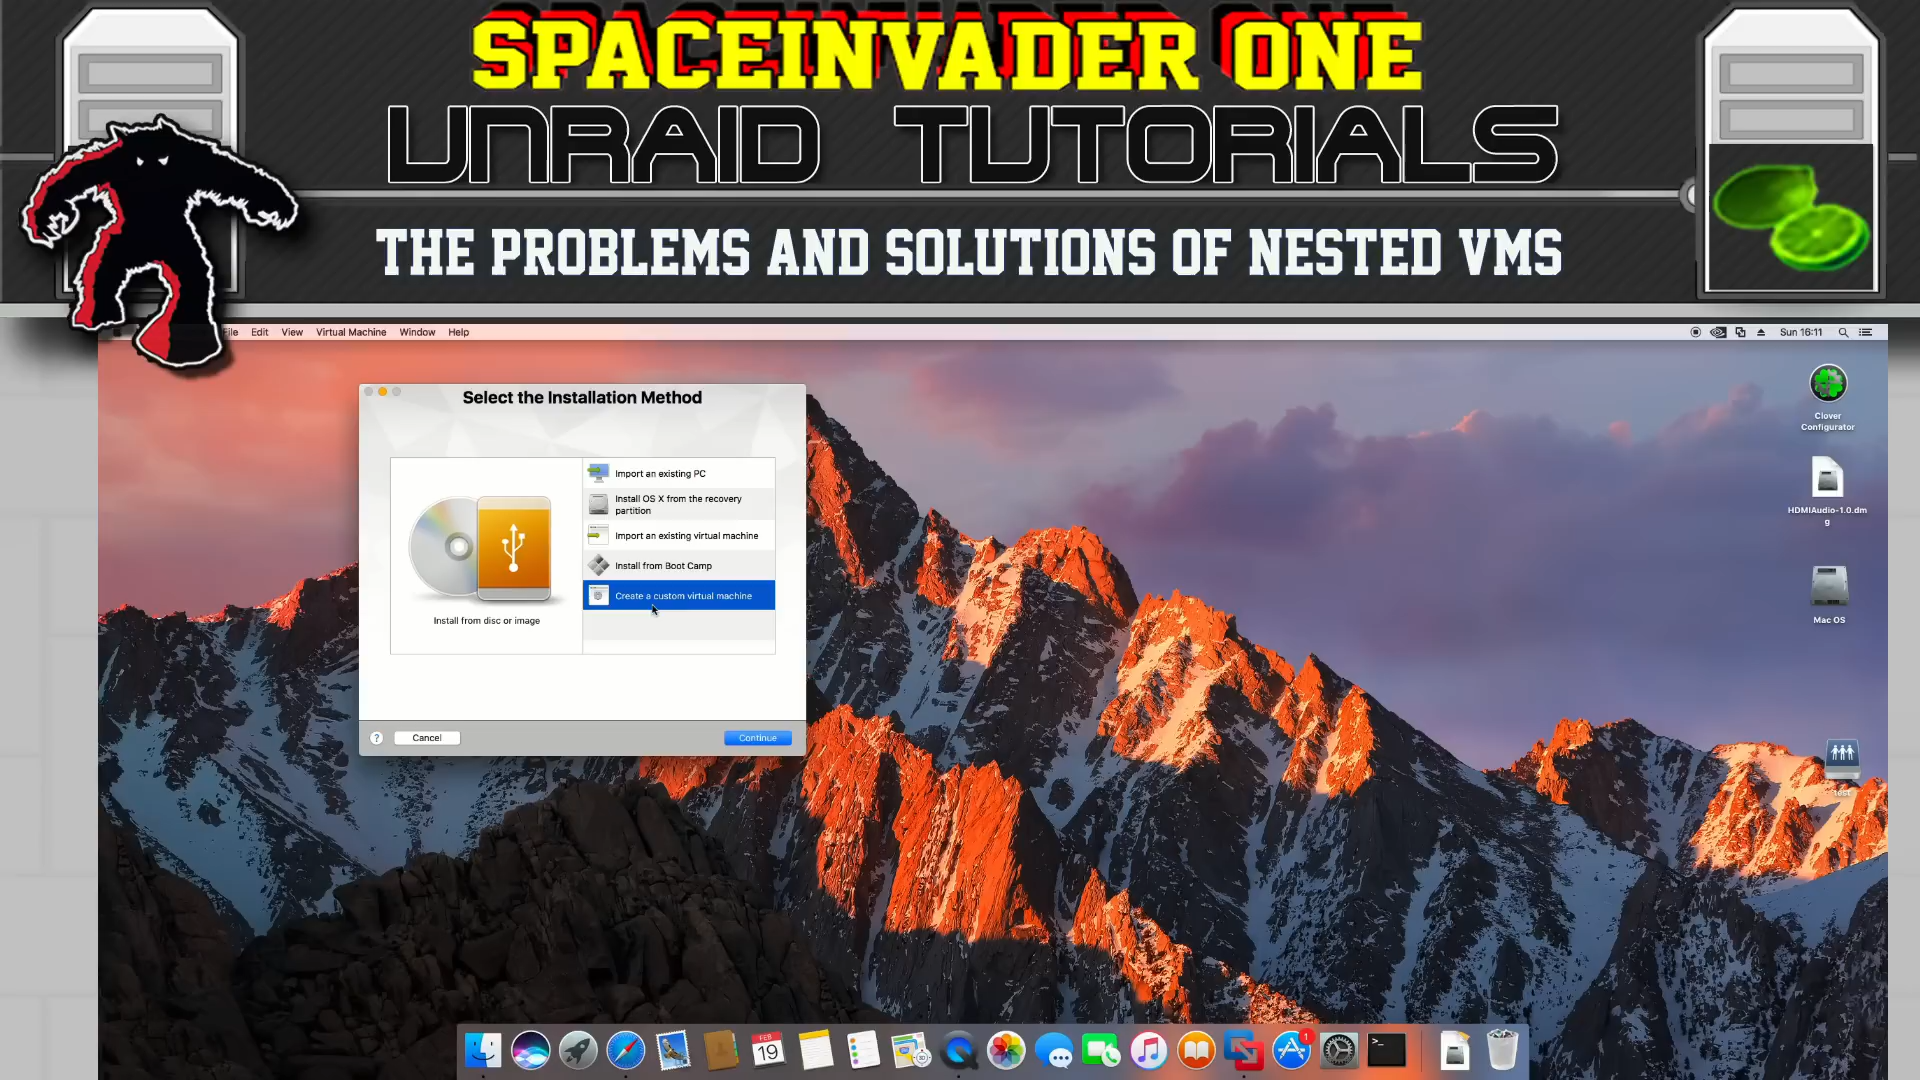 SPACEINVADER ONE
UNRAID TUTORIALS
THE PROBLEMS AND SOLUTIONS OF NESTED VMS
File Edit View Virtual Machine Window Help
Sun 16:11
Select the Installation Method
Import an existing PC
Install OS X from the recovery
partition
Import an existing virtual machine
Install from Boot Camp
Create a custom virtual machine
Install from disc or image
? Cancel
Continue
Clover
Configurator
HDMIAudio-1.0.dm
g
Mac OS
test
FEB
19
1
>_